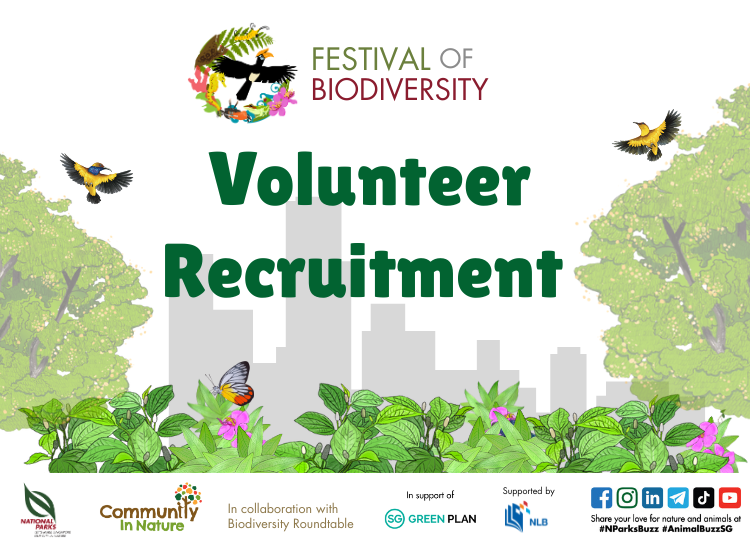 FESTIVAL OF
BIODIVERSITY
Volunteer
Recruitment
NATIONAL
PARKS
Community
In Nature
In collaboration with
Biodiversity Roundtable
In support of
SG GREEN PLAN
Supported by
NLB
Share your love for nature and animals at
#NParksBuzz #AnimalBuzzSG